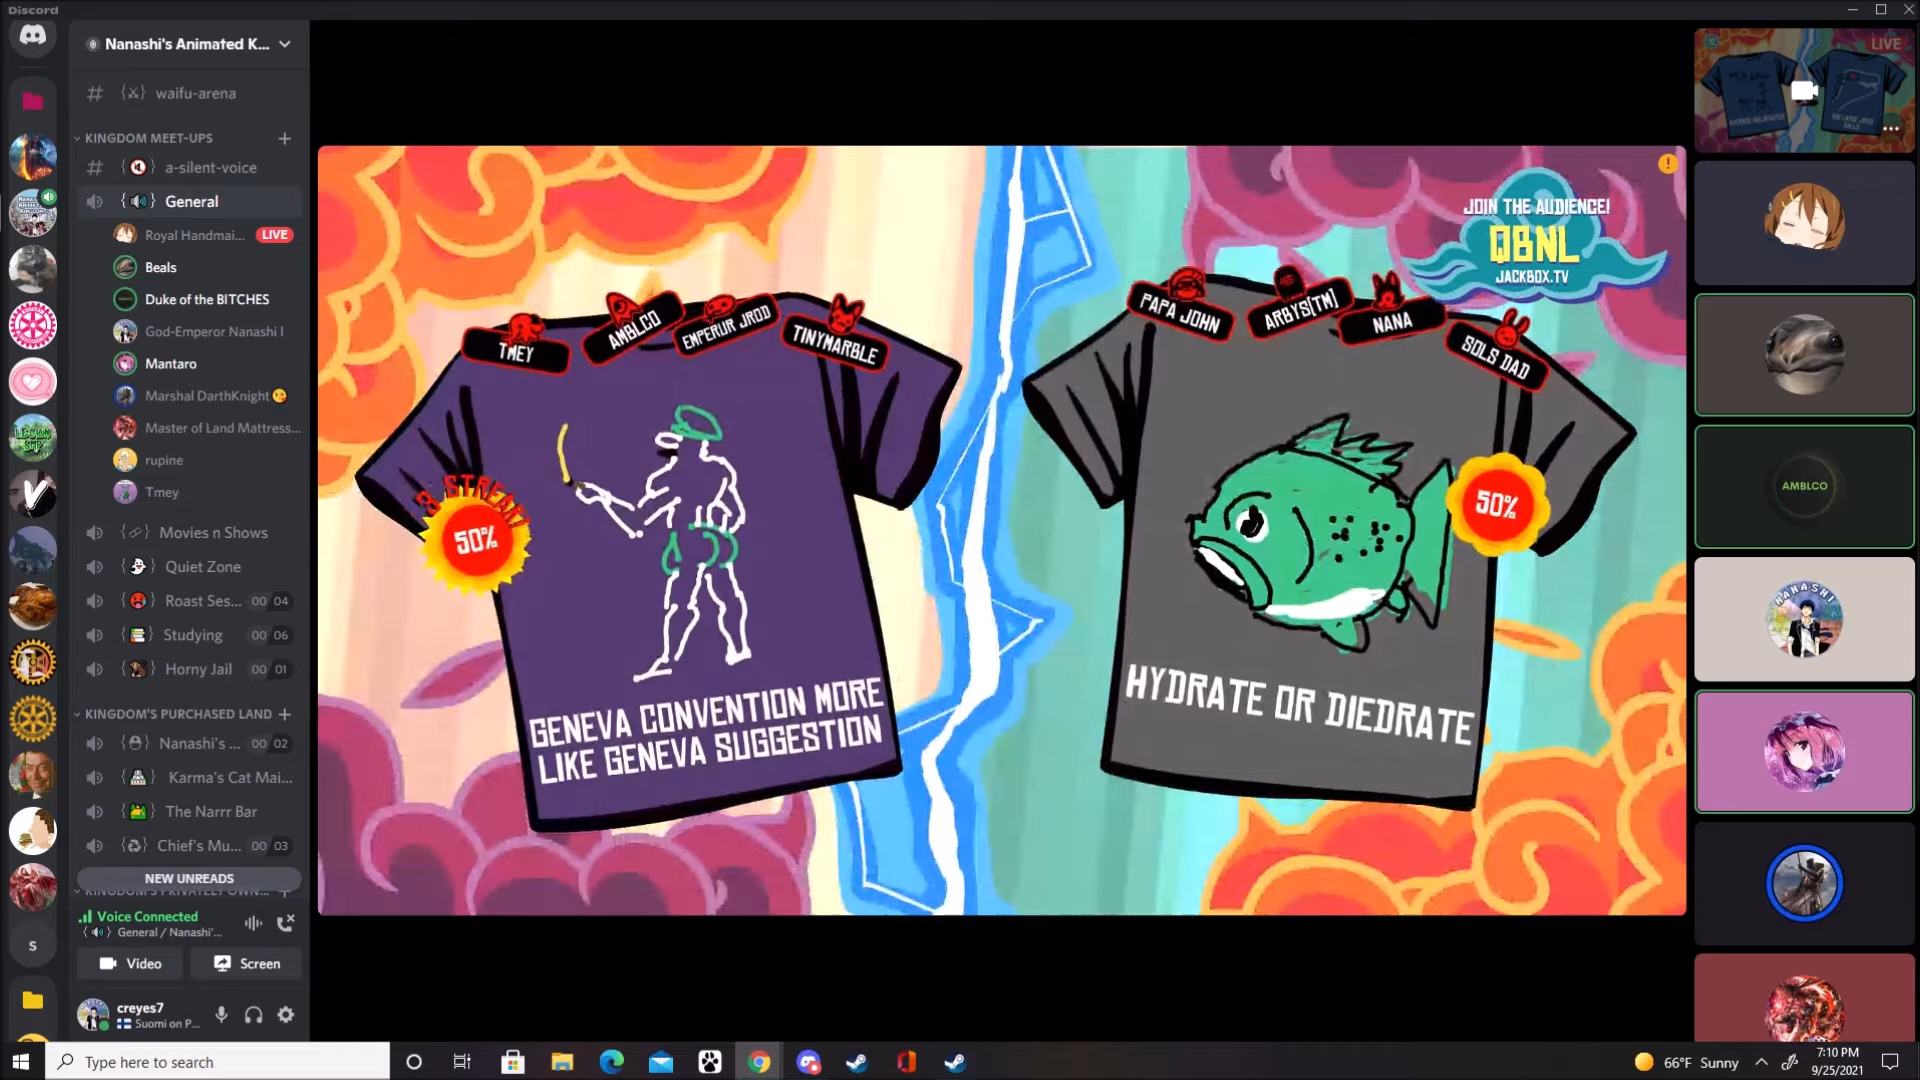 Discord
Nanashi's Animated K...
waifu-arena
KINGDOM MEET-UPS
a-silent-voice
General
Royal Handmai... LIVE
Beals
Duke of the BITCHES
God-Emperor Nanashi I
Mantaro
Marshal DarthKnight
Master of Land Mattress...
rupine
Tmey
Movies n Shows
Quiet Zone
Roast Ses... 00 04
Studying 00 06
Horny Jail 00 01
KINGDOM'S PURCHASED LAND
Nanashi's ... 00 02
Karma's Cat Mai...
The Narrr Bar
Chief's Mu... 00 03
NEW UNREADS
Voice Connected
General / Nanashi'...
Video Screen
creyes7
Suomi on P...
S
JOIN THE AUDIENCE!
QBNL
JACKBOX.TV
TMEY
AMBLCO
EMPERUR JROD
TINYMARBLE
3 STREAK!
50%
GENEVA CONVENTION MORE
LIKE GENEVA SUGGESTION
PAPA JOHN
ARBYS[TM]
NANA
SOLS DAD
50%
HYDRATE OR DIEDRATE
LIVE
AMBLCO
NANASHI
Type here to search
66°F Sunny
7:10 PM
9/25/2021